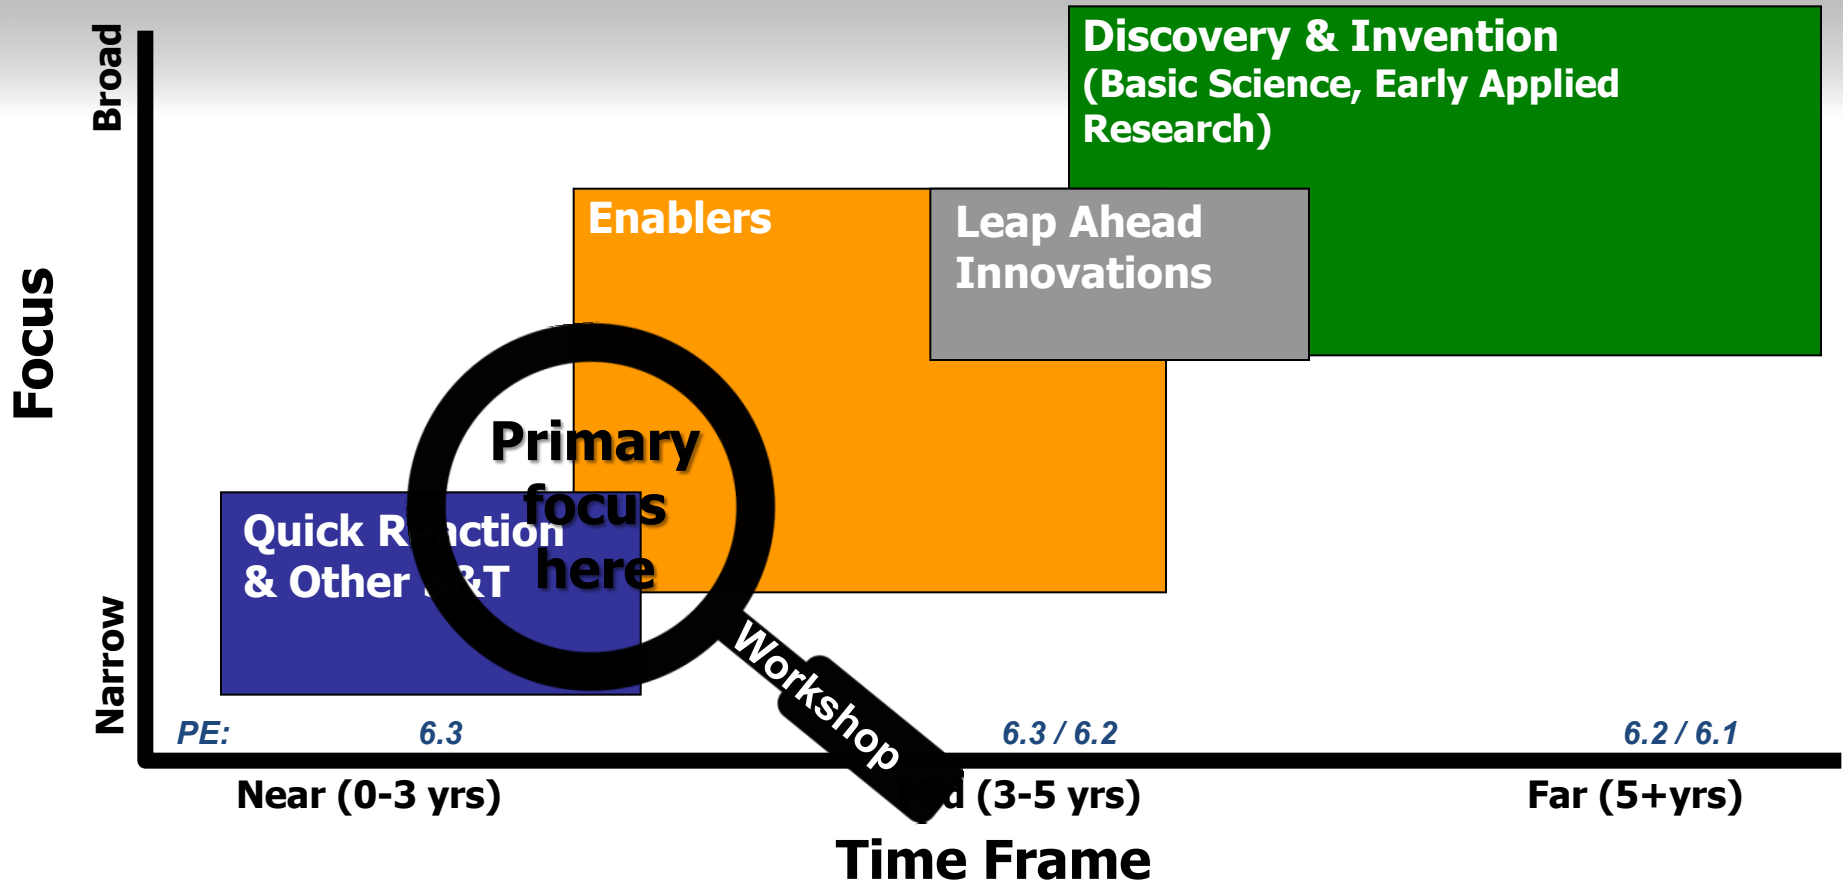 Broad
Discovery & Invention
(Basic Science, Early Applied
Research)
Enablers
Leap Ahead
Innovations
Focus
Primary
focus
here
Quick Reaction
& Other S&T
Narrow
Workshop
PE:
6.3
6.3 / 6.2
6.2 / 6.1
Near (0-3 yrs)
Mid (3-5 yrs)
Far (5+yrs)
Time Frame